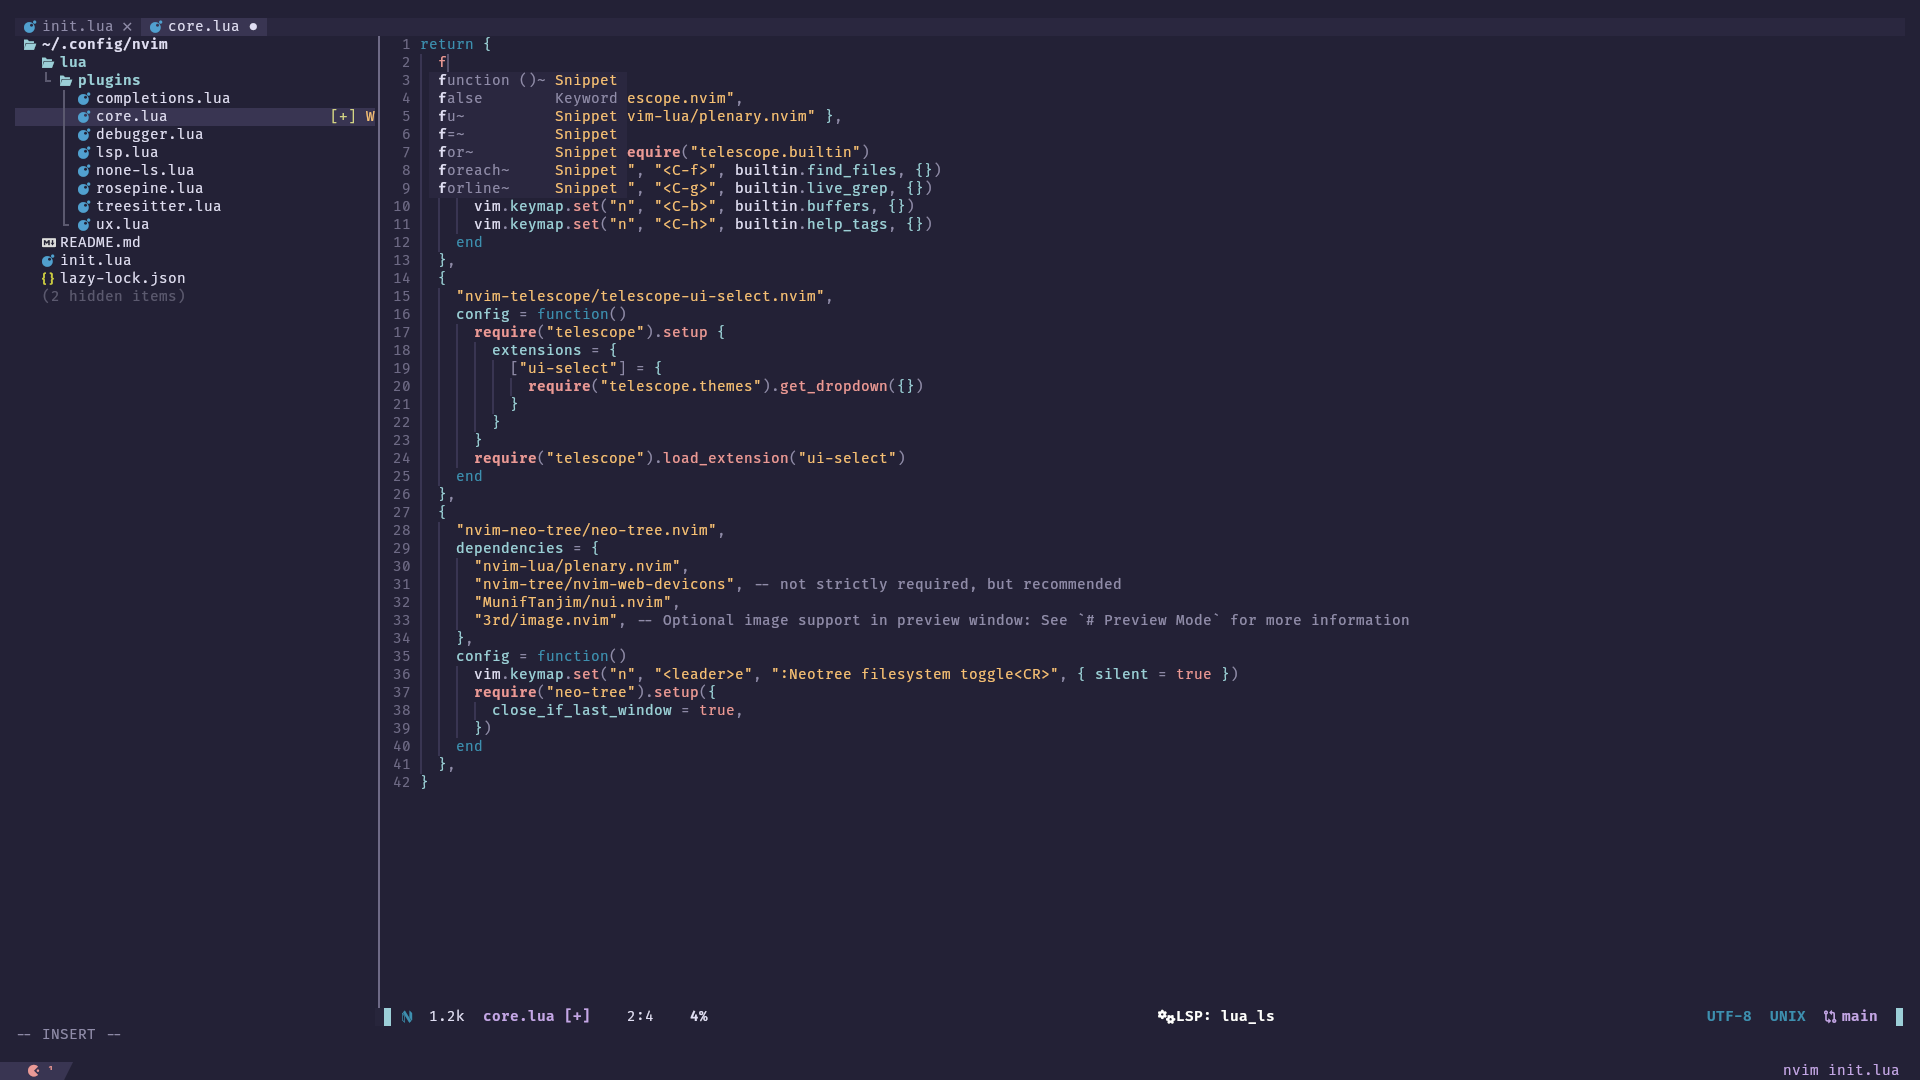 init.lua × core.lua ●
~/.config/nvim
lua
plugins
completions.lua
core.lua [+] W
debugger.lua
lsp.lua
none-ls.lua
rosepine.lua
treesitter.lua
ux.lua
README.md
init.lua
{} lazy-lock.json
(2 hidden items)
1 return {
2 f
3 function ()~ Snippet
4 false Keyword escope.nvim",
5 fu~ Snippet vim-lua/plenary.nvim" },
6 f=~ Snippet
7 for~ Snippet equire("telescope.builtin")
8 foreach~ Snippet ", "<C-f>", builtin.find_files, {})
9 forline~ Snippet ", "<C-g>", builtin.live_grep, {})
10 vim.keymap.set("n", "<C-b>", builtin.buffers, {})
11 vim.keymap.set("n", "<C-h>", builtin.help_tags, {})
12 end
13 },
14 {
15 "nvim-telescope/telescope-ui-select.nvim",
16 config = function()
17 require("telescope").setup {
18 extensions = {
19 ["ui-select"] = {
20 require("telescope.themes").get_dropdown({})
21 }
22 }
23 }
24 require("telescope").load_extension("ui-select")
25 end
26 },
27 {
28 "nvim-neo-tree/neo-tree.nvim",
29 dependencies = {
30 "nvim-lua/plenary.nvim",
31 "nvim-tree/nvim-web-devicons", -- not strictly required, but recommended
32 "MunifTanjim/nui.nvim",
33 "3rd/image.nvim", -- Optional image support in preview window: See `# Preview Mode` for more information
34 },
35 config = function()
36 vim.keymap.set("n", "<leader>e", ":Neotree filesystem toggle<CR>", { silent = true })
37 require("neo-tree").setup({
38 close_if_last_window = true,
39 })
40 end
41 },
42 }
1.2k core.lua [+] 2:4 4% LSP: lua_ls UTF-8 UNIX main
-- INSERT --
nvim init.lua